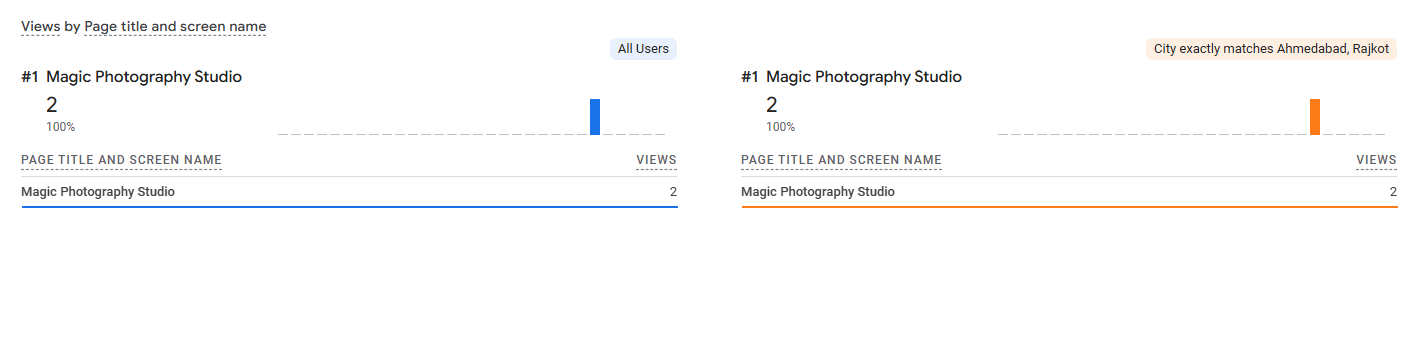 Views by Page title and screen name
All Users
#1 Magic Photography Studio
2
100%
PAGE TITLE AND SCREEN NAME VIEWS
Magic Photography Studio 2
City exactly matches Ahmedabad, Rajkot
#1 Magic Photography Studio
2
100%
PAGE TITLE AND SCREEN NAME VIEWS
Magic Photography Studio 2